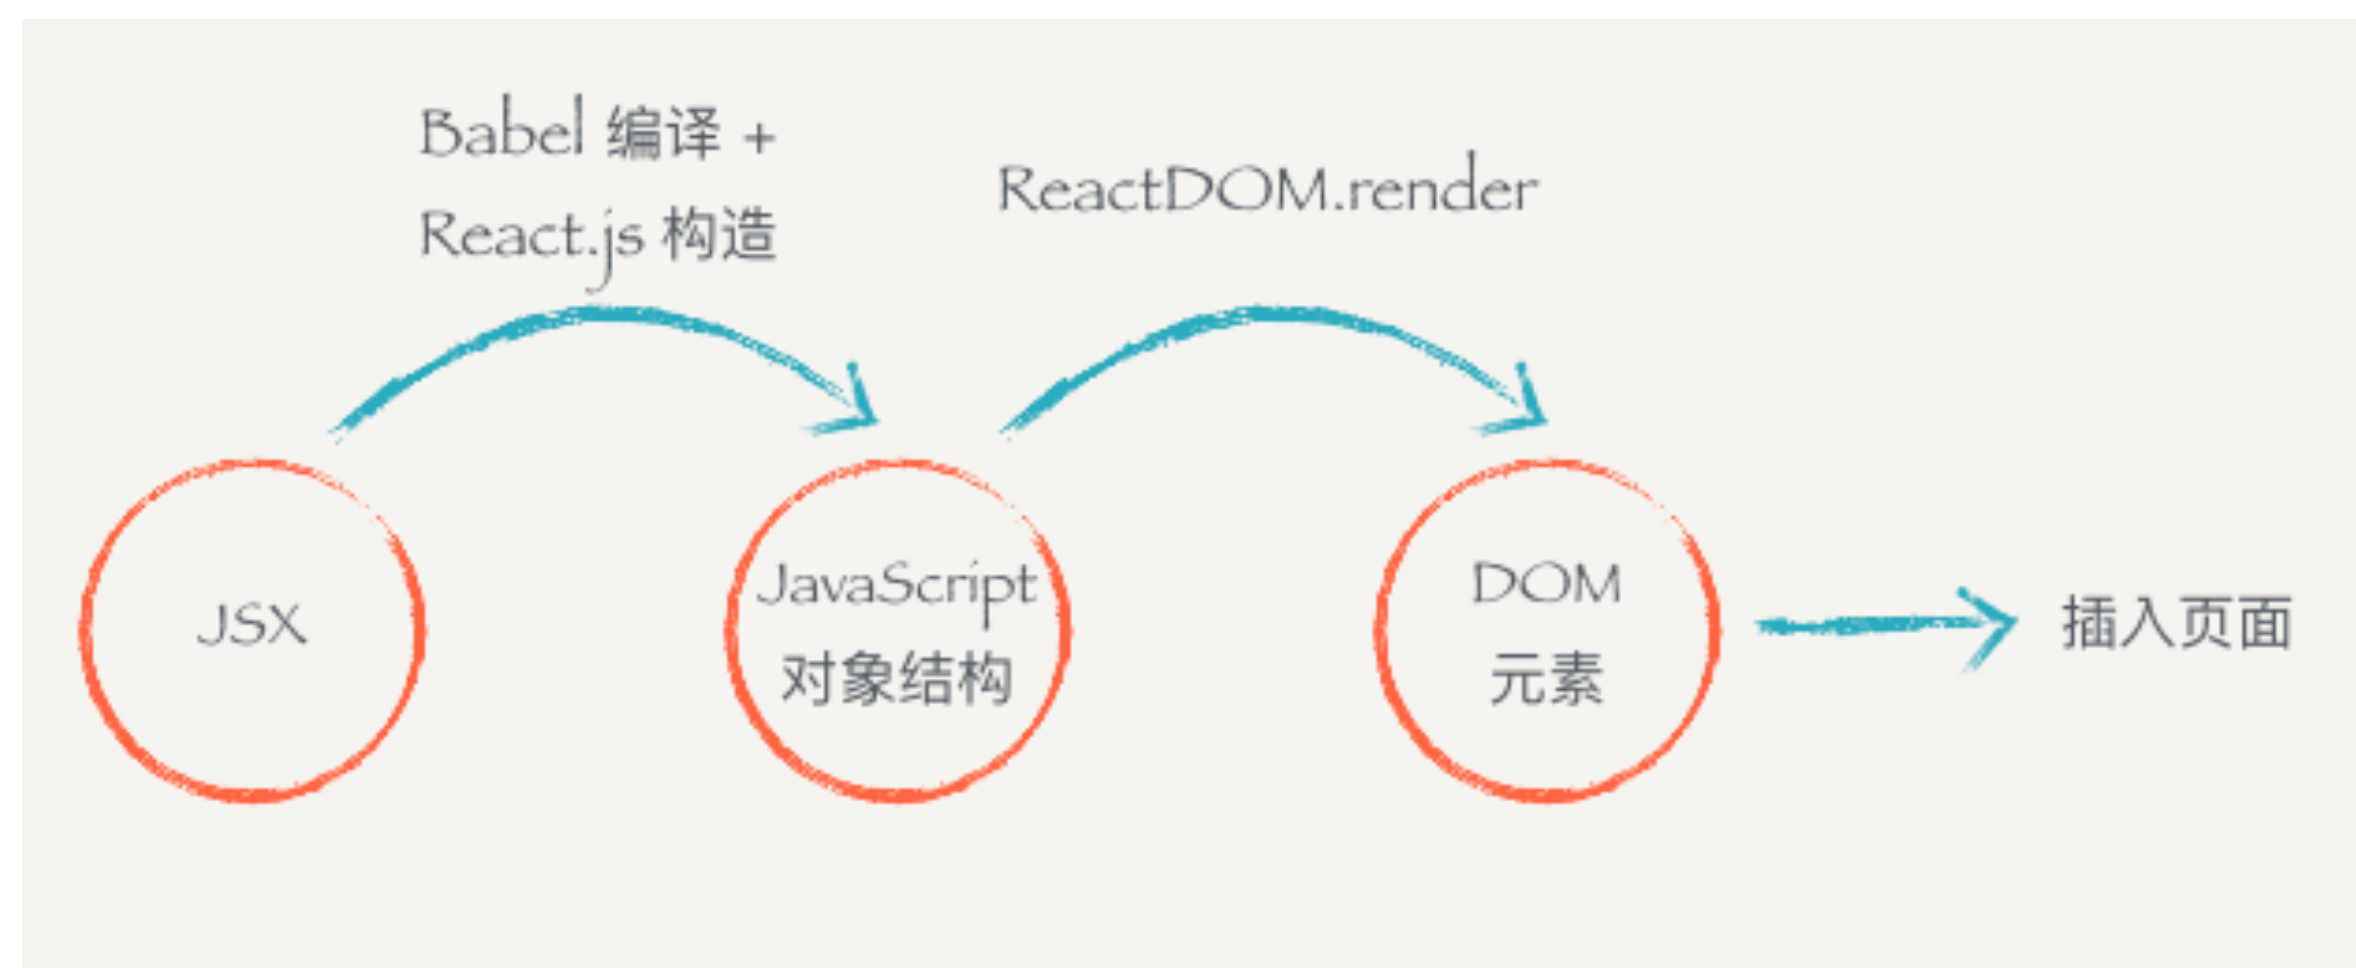 Babel 编译 +
React.js 构造
ReactDOM.render
JSX
JavaScript
对象结构
DOM
元素
插入页面